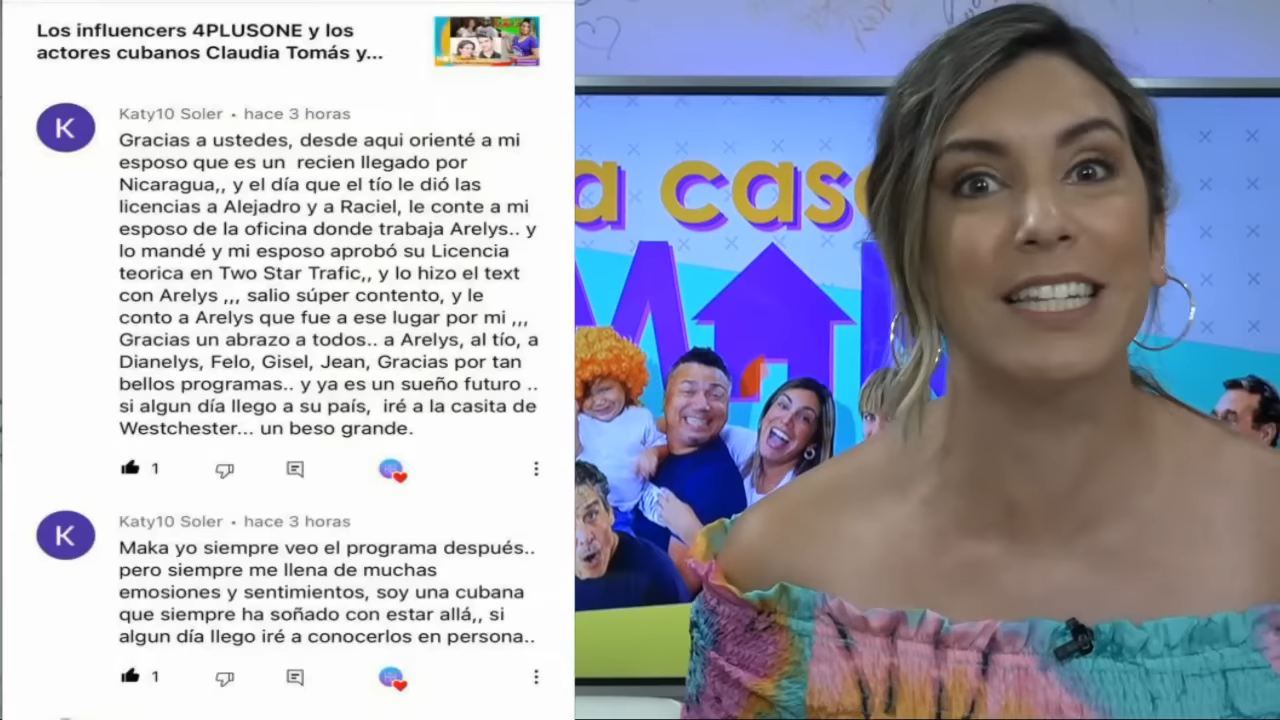 Los influencers 4PLUSONE y los
actores cubanos Claudia Tomás y...
K
Katy10 Soler • hace 3 horas
Gracias a ustedes, desde aqui orienté a mi
esposo que es un recien llegado por
Nicaragua,, y el día que el tío le dió las
licencias a Alejadro y a Raciel, le conte a mi
esposo de la oficina donde trabaja Arelys.. y
lo mandé y mi esposo aprobó su Licencia
teorica en Two Star Trafic,, y lo hizo el text
con Arelys ,,, salio súper contento, y le
conto a Arelys que fue a ese lugar por mi ,,,
Gracias un abrazo a todos.. a Arelys, al tío, a
Dianelys, Felo, Gisel, Jean, Gracias por tan
bellos programas.. y ya es un sueño futuro ..
si algun día llego a su país, iré a la casita de
Westchester... un beso grande.
1
K
Katy10 Soler • hace 3 horas
Maka yo siempre veo el programa después..
pero siempre me llena de muchas
emosiones y sentimientos, soy una cubana
que siempre ha soñado con estar allá,, si
algun día llego iré a conocerlos en persona..
1
a cas
M